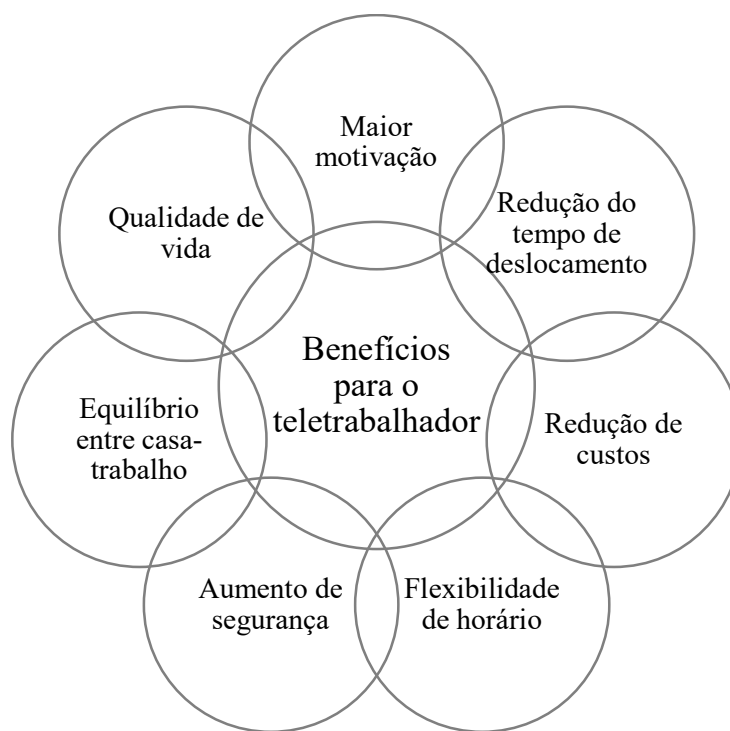 Maior
motivação
Redução do
tempo de
deslocamento
Redução de
custos
Flexibilidade
de horário
Aumento de
segurança
Equilíbrio
entre casa-
trabalho
Qualidade de
vida
Benefícios
para o
teletrabalhador